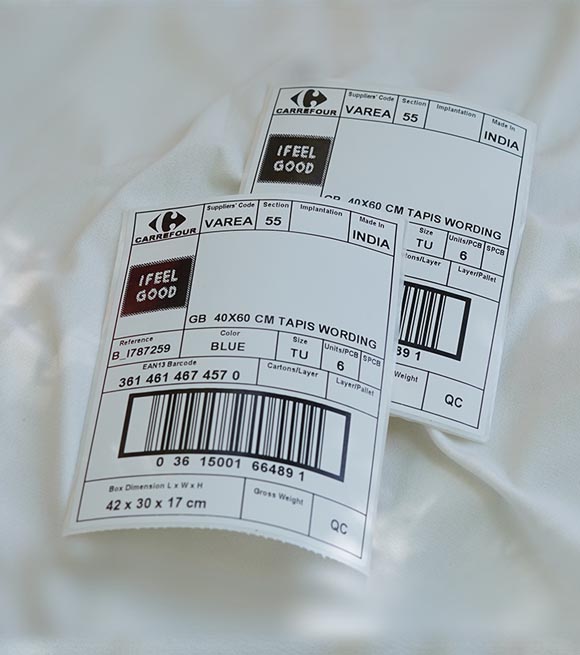 CARREFOUR
Suppliers' Code
VAREA
Section
55
Implantation
Made In
INDIA
I FEEL
GOOD
GB 40X60 CM TAPIS WORDING
Size
TU
Units/PCB
6
SPCB
tons/Layer
Layer/Pallet
89 1
Weight
QC
CARREFOUR
Suppliers' Code
VAREA
Section
55
Implantation
Made In
INDIA
I FEEL
GOOD
GB 40X60 CM TAPIS WORDING
Reference
B_I787259
Color
BLUE
Size
TU
Units/PCB
6
SPCB
EAN13 Barcode
361 461 467 457 0
Cartons/Layer
Layer/Pallet
0 36 15001 66489 1
Box Dimension L x W x H
42 x 30 x 17 cm
Gross Weight
QC